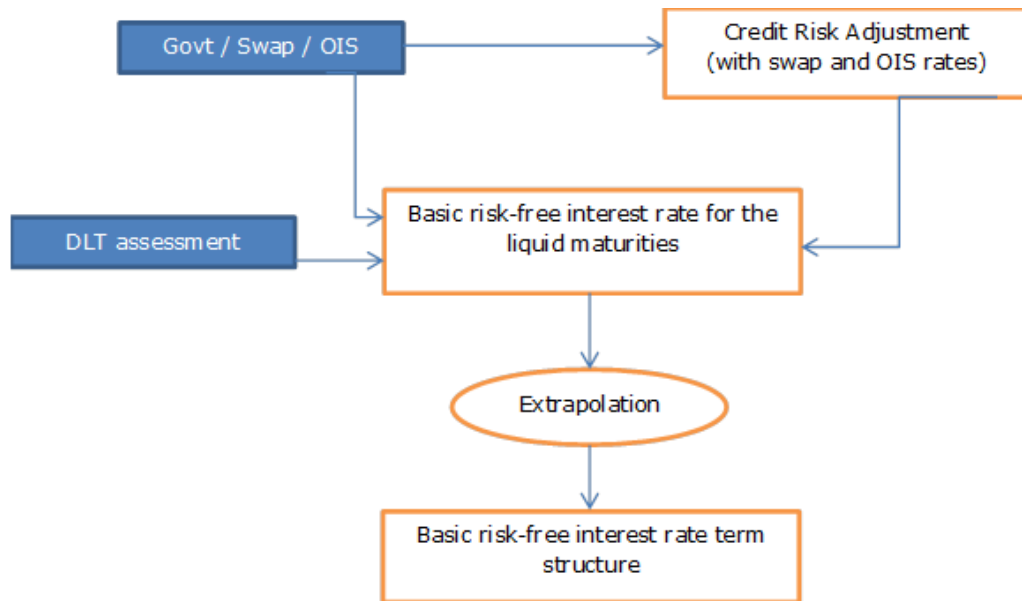 Govt / Swap / OIS
Credit Risk Adjustment
(with swap and OIS rates)
Basic risk-free interest rate for the
liquid maturities
DLT assessment
Extrapolation
Basic risk-free interest rate term
structure